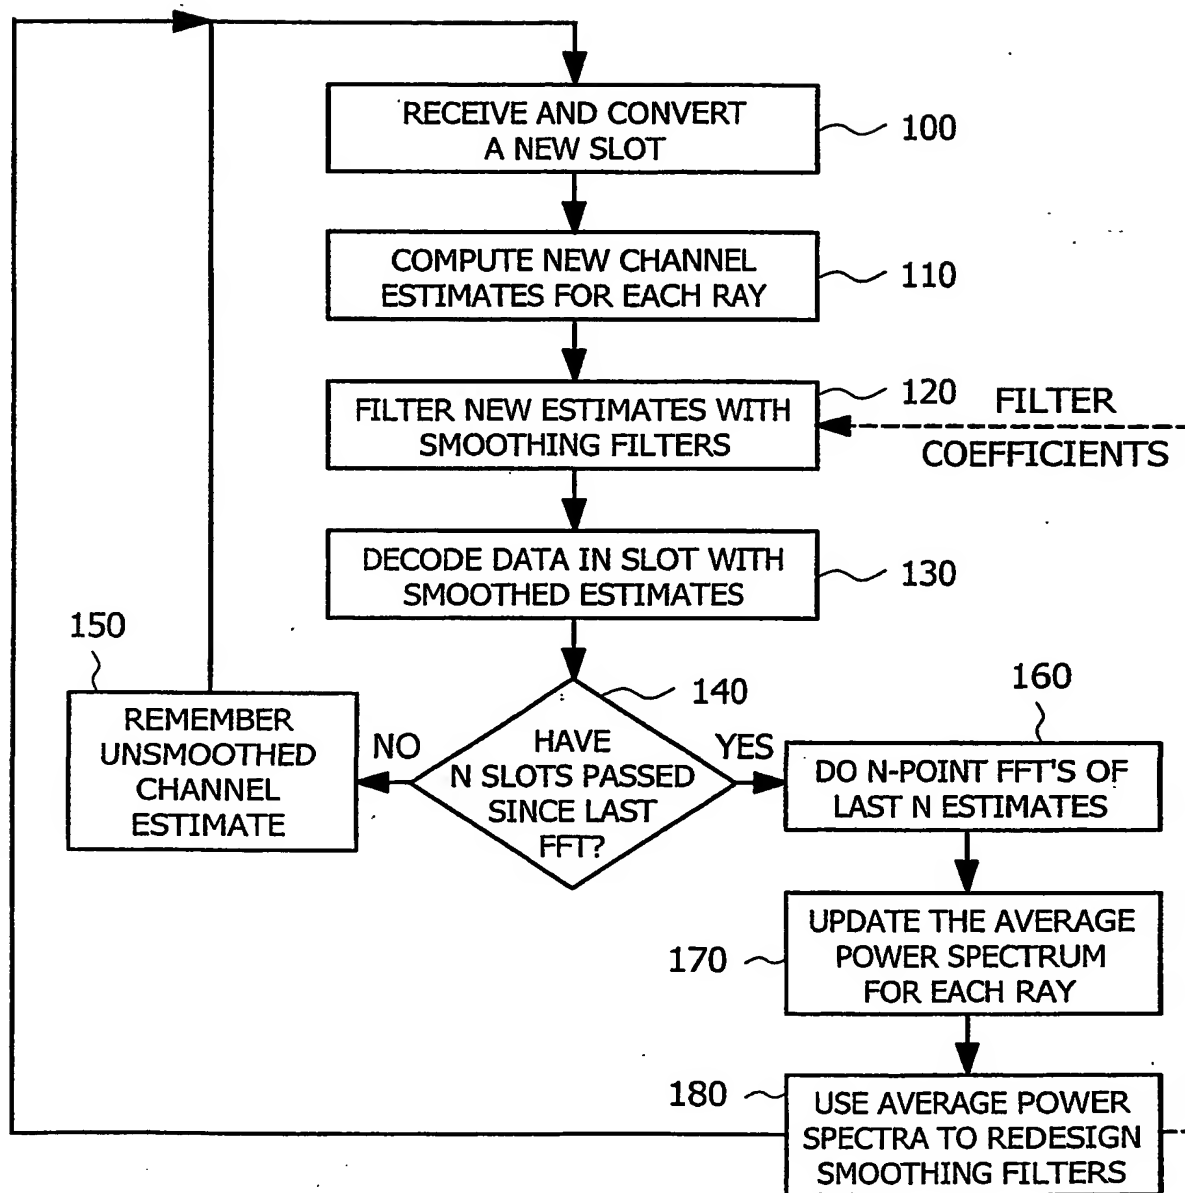 RECEIVE AND CONVERT
A NEW SLOT
100
COMPUTE NEW CHANNEL
ESTIMATES FOR EACH RAY
110
FILTER NEW ESTIMATES WITH
SMOOTHING FILTERS
120
FILTER
COEFFICIENTS
DECODE DATA IN SLOT WITH
SMOOTHED ESTIMATES
130
150
REMEMBER
UNSMOOTHED
CHANNEL
ESTIMATE
NO
140
HAVE
N SLOTS PASSED
SINCE LAST
FFT?
YES
160
DO N-POINT FFT'S OF
LAST N ESTIMATES
170
UPDATE THE AVERAGE
POWER SPECTRUM
FOR EACH RAY
180
USE AVERAGE POWER
SPECTRA TO REDESIGN
SMOOTHING FILTERS